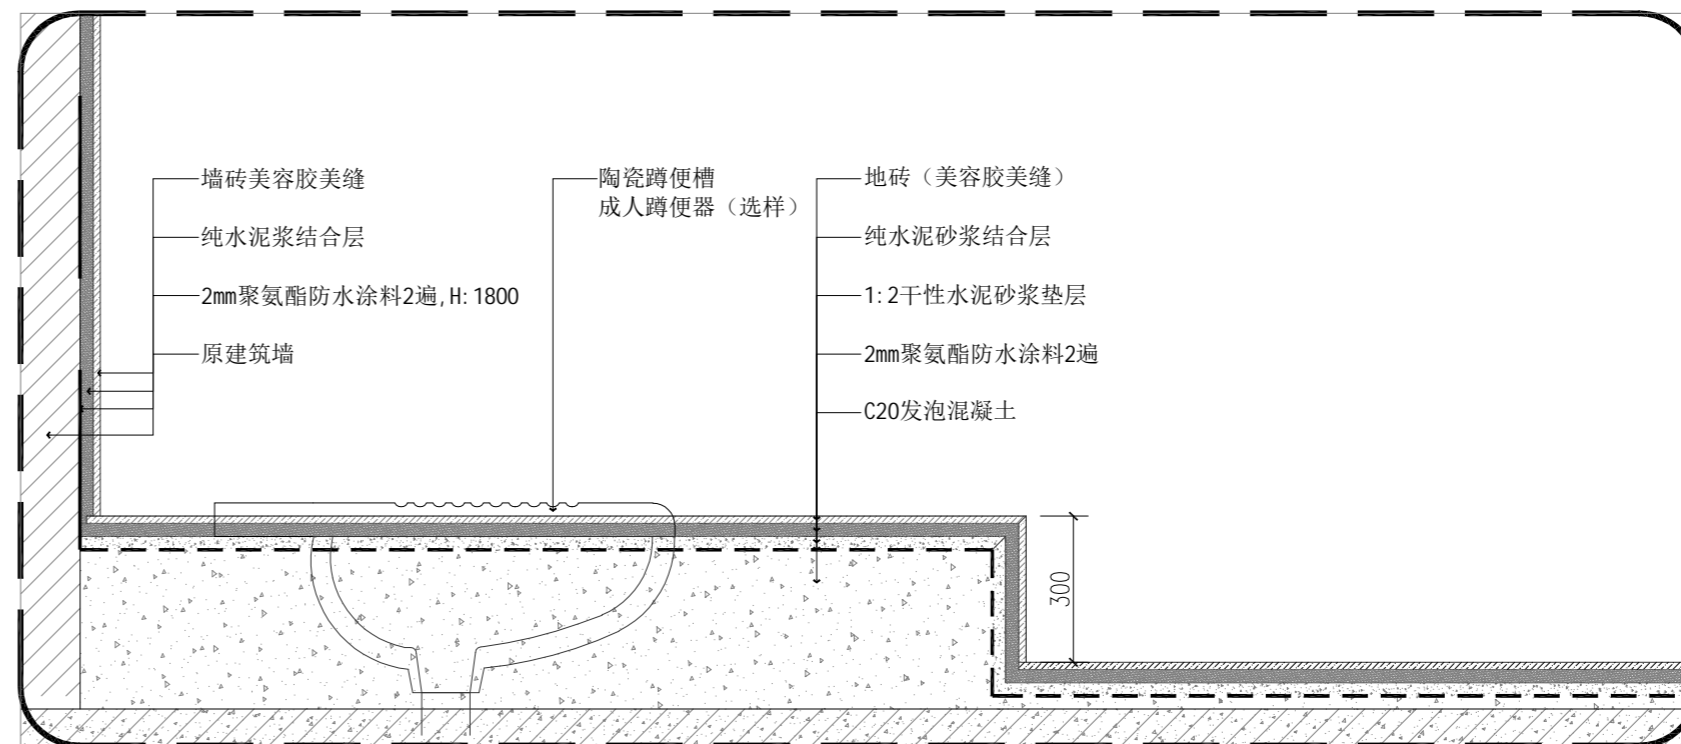 墙砖美容胶美缝
纯水泥浆结合层
2mm聚氨酯防水涂料2遍,H:1800
原建筑墙
陶瓷蹲便槽
成人蹲便器（选样）
地砖（美容胶美缝）
纯水泥砂浆结合层
1:2干性水泥砂浆垫层
2mm聚氨酯防水涂料2遍
C20发泡混凝土
300